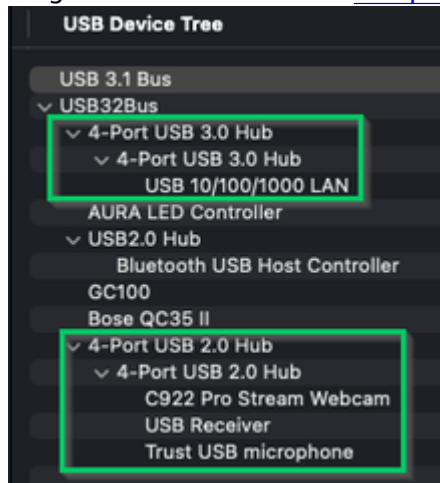 USB Device Tree
USB 3.1 Bus
USB32Bus
4-Port USB 3.0 Hub
4-Port USB 3.0 Hub
USB 10/100/1000 LAN
AURA LED Controller
USB2.0 Hub
Bluetooth USB Host Controller
GC100
Bose QC35 II
4-Port USB 2.0 Hub
4-Port USB 2.0 Hub
C922 Pro Stream Webcam
USB Receiver
Trust USB microphone